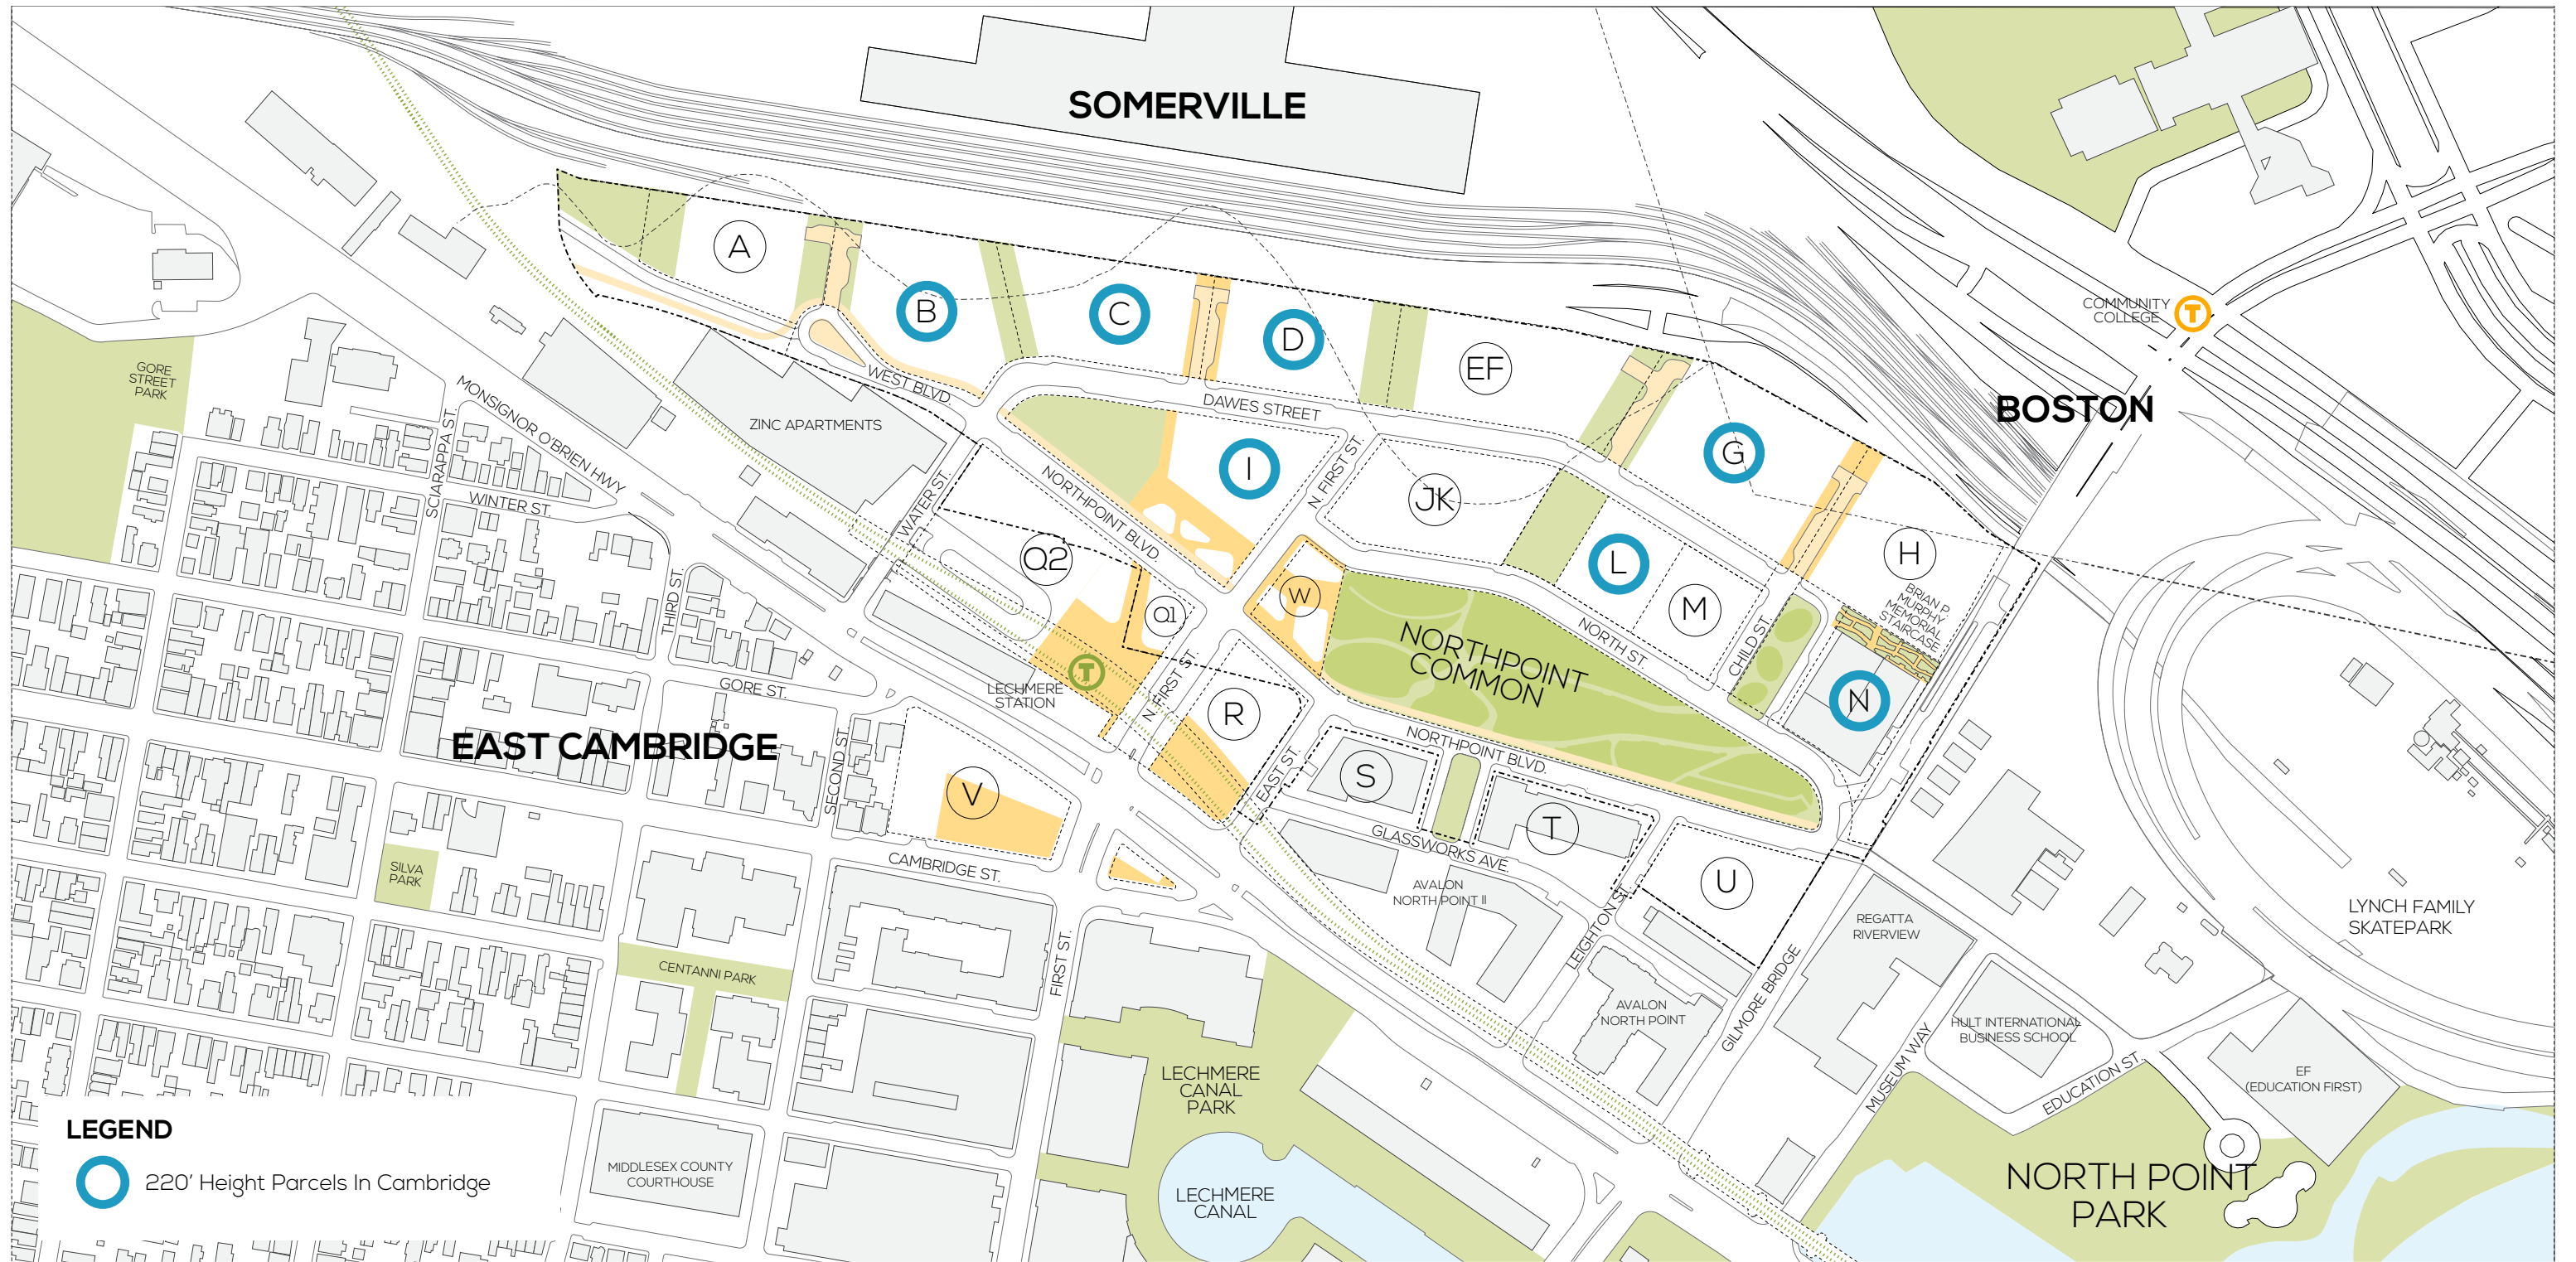 SOMERVILLE
A
B
C
D
EF
G
H
I
JK
L
M
N
COMMUNITY
COLLEGE
T
BOSTON
GORE
STREET
PARK
MONSIGNOR O'BRIEN HWY
SCIARAPPA ST.
WINTER ST.
ZINC APARTMENTS
WEST BLVD.
DAWES STREET
N. FIRST ST.
NORTHPOINT BLVD.
WATER ST.
Q2
Q1
W
NORTHPOINT
COMMON
NORTH ST.
CHILD ST.
BRIAN P.
MURPHY
MEMORIAL
STAIRCASE
THIRD ST.
GORE ST.
T
LECHMERE
STATION
N. FIRST ST.
R
EAST CAMBRIDGE
SECOND ST.
V
EAST ST.
S
NORTHPOINT BLVD.
T
U
GLASSWORKS AVE.
CAMBRIDGE ST.
SILVA
PARK
AVALON
NORTH POINT II
LEIGHTON ST.
REGATTA
RIVERVIEW
LYNCH FAMILY
SKATEPARK
CENTANNI PARK
FIRST ST.
AVALON
NORTH POINT
GILMORE BRIDGE
HULT INTERNATIONAL
BUSINESS SCHOOL
MUSEUM WAY
EDUCATION ST.
EF
(EDUCATION FIRST)
LECHMERE
CANAL
PARK
LEGEND
220' Height Parcels In Cambridge
MIDDLESEX COUNTY
COURTHOUSE
LECHMERE
CANAL
NORTH POINT
PARK